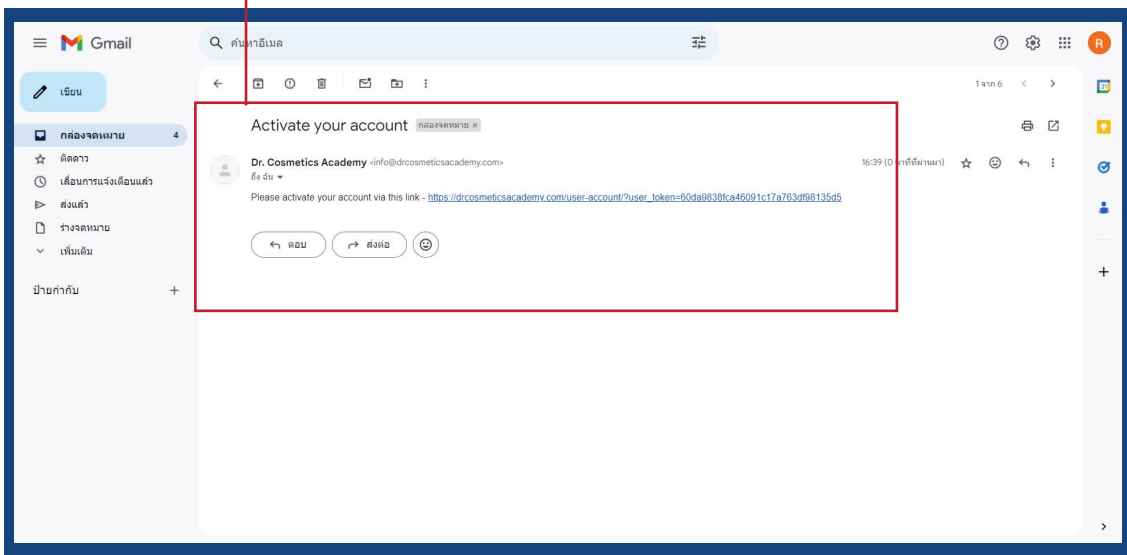 Gmail
ค้นหาอีเมล
R
เขียน
1 จาก 6
กล่องจดหมาย 4
ติดดาว
เลื่อนการแจ้งเตือนแล้ว
ส่งแล้ว
ร่างจดหมาย
เพิ่มเติม
ป้ายกำกับ
Activate your account กล่องจดหมาย ×
Dr. Cosmetics Academy <info@drcosmeticsacademy.com> 16:39 (0 นาทีที่ผ่านมา)
ถึง ฉัน
Please activate your account via this link - https://drcosmeticsacademy.com/user-account/?user_token=60da9838fca46091c17a763df98135d5
ตอบ ส่งต่อ
31